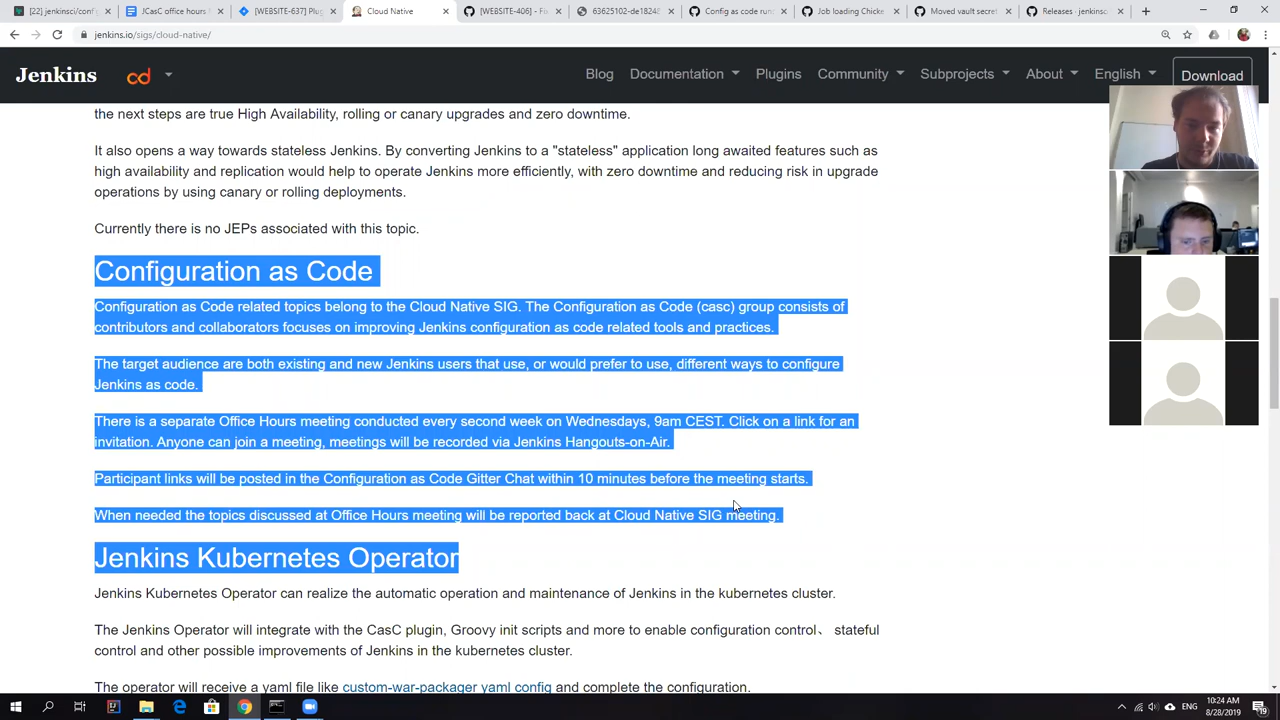 [22] jenkinsci/conf
JCasC office hours
[WEBSITE-637] Plug
Cloud Native
[WEBSITE-406] - Fi
63625102-de18248
Config as code run
Job loading Chicke
Moved vault secret
Releases · jenkinsc
jenkins.io/sigs/cloud-native/
Jenkins
cd
Blog
Documentation
Plugins
Community
Subprojects
About
English
Download
the next steps are true High Availability, rolling or canary upgrades and zero downtime.
It also opens a way towards stateless Jenkins. By converting Jenkins to a "stateless" application long awaited features such as
high availability and replication would help to operate Jenkins more efficiently, with zero downtime and reducing risk in upgrade
operations by using canary or rolling deployments.
Currently there is no JEPs associated with this topic.
Configuration as Code
Configuration as Code related topics belong to the Cloud Native SIG. The Configuration as Code (casc) group consists of
contributors and collaborators focuses on improving Jenkins configuration as code related tools and practices.
The target audience are both existing and new Jenkins users that use, or would prefer to use, different ways to configure
Jenkins as code.
There is a separate Office Hours meeting conducted every second week on Wednesdays, 9am CEST. Click on a link for an
invitation. Anyone can join a meeting, meetings will be recorded via Jenkins Hangouts-on-Air.
Participant links will be posted in the Configuration as Code Gitter Chat within 10 minutes before the meeting starts.
When needed the topics discussed at Office Hours meeting will be reported back at Cloud Native SIG meeting.
Jenkins Kubernetes Operator
Jenkins Kubernetes Operator can realize the automatic operation and maintenance of Jenkins in the kubernetes cluster.
The Jenkins Operator will integrate with the CasC plugin, Groovy init scripts and more to enable configuration control、 stateful
control and other possible improvements of Jenkins in the kubernetes cluster.
The operator will receive a yaml file like custom-war-packager yaml config and complete the configuration.
ENG
10:24 AM
8/28/2019
19